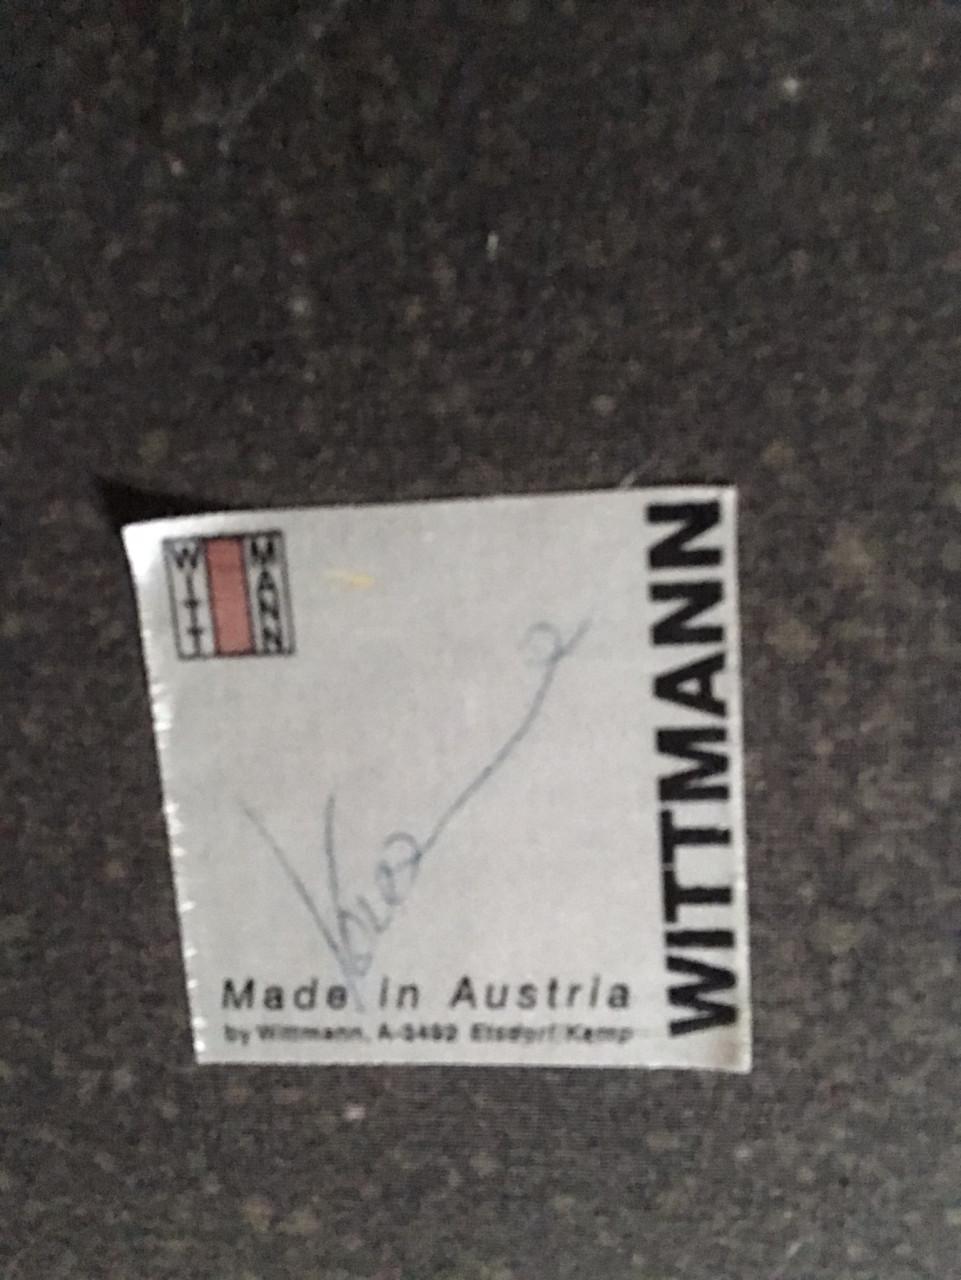 WITT
MANN
WITTMANN
Made in Austria
by Wittmann, A-3492 Etsdorf/Kamp